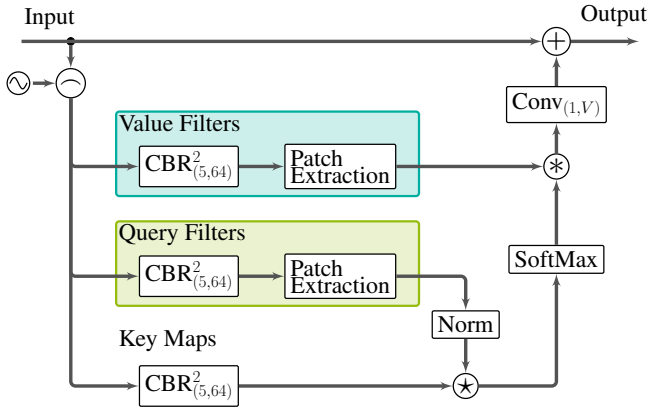 Input
Output
Conv(1,V)
Value Filters
CBR²(5,64)
Patch
Extraction
Query Filters
CBR²(5,64)
Patch
Extraction
SoftMax
Norm
Key Maps
CBR²(5,64)